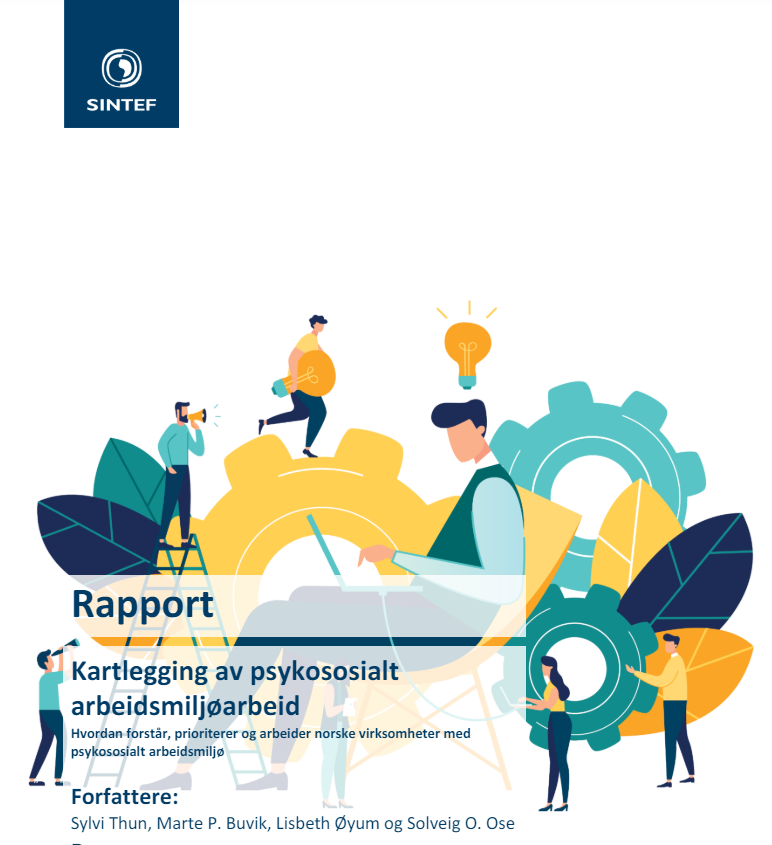 SINTEF
Rapport
Kartlegging av psykososialt
arbeidsmiljøarbeid
Hvordan forstår, prioriterer og arbeider norske virksomheter med
psykososialt arbeidsmiljø
Forfattere:
Sylvi Thun, Marte P. Buvik, Lisbeth Øyum og Solveig O. Ose